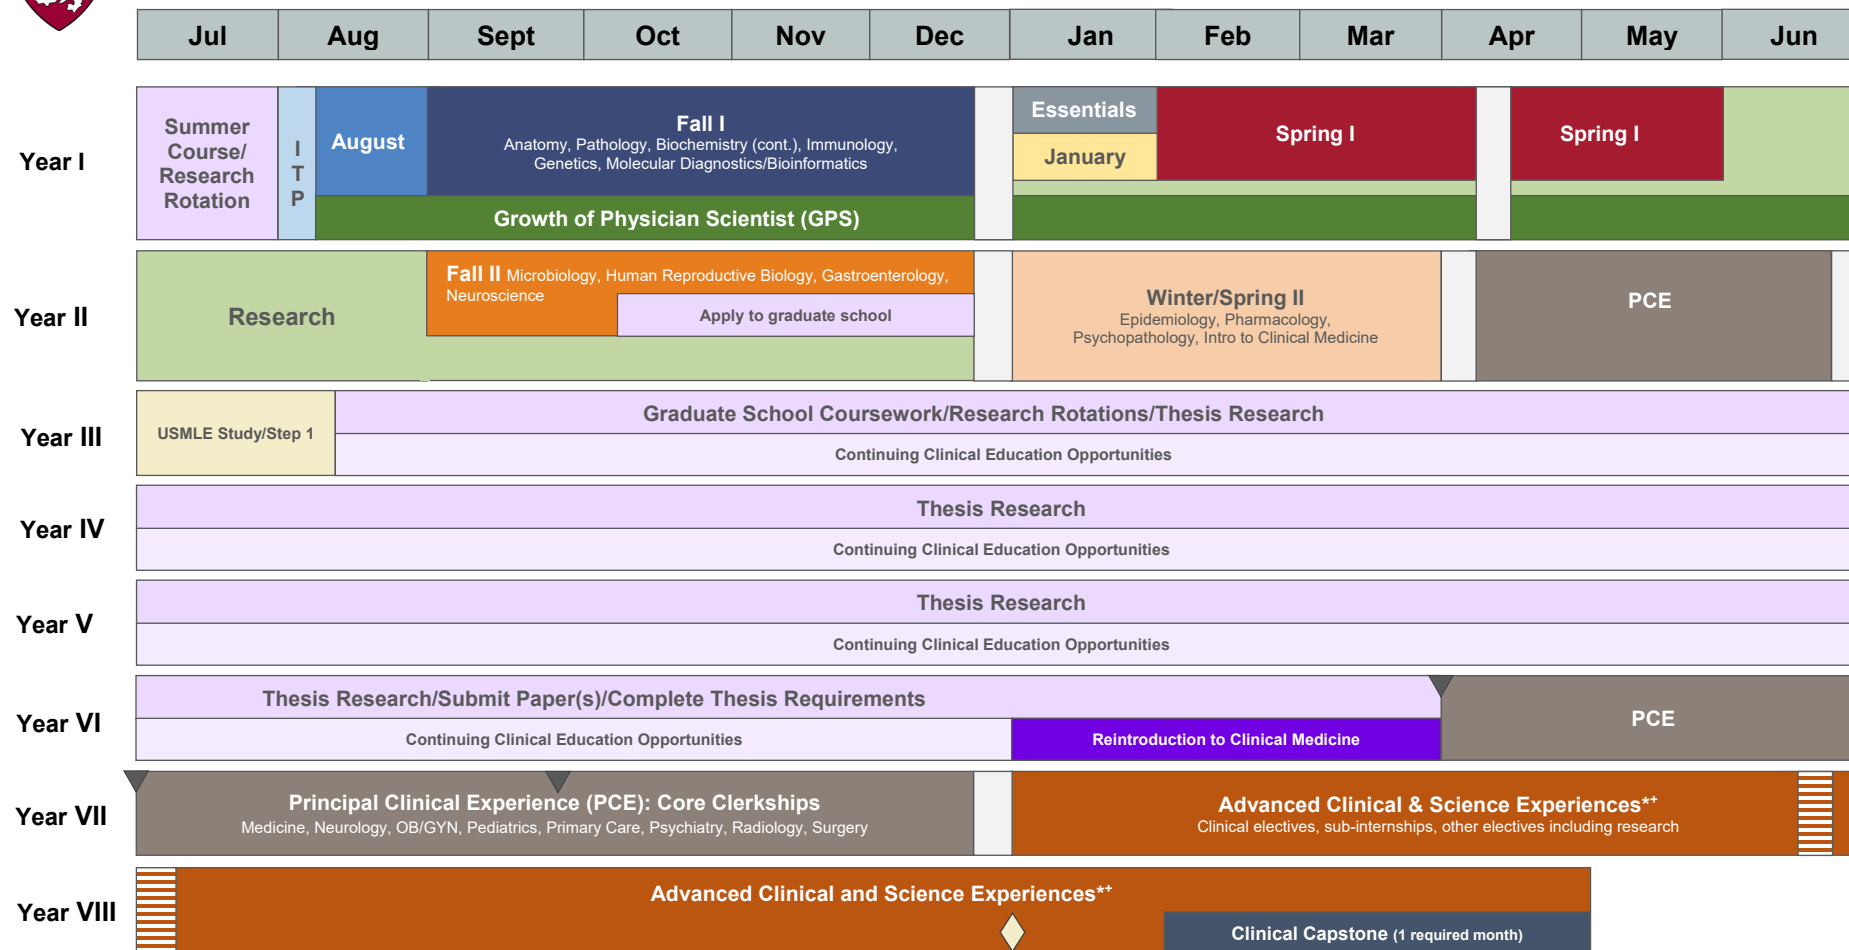 Jul Aug Sept Oct Nov Dec Jan Feb Mar Apr May Jun
Year I
Summer
Course/
Research
Rotation
I
T
P
August
Fall I
Anatomy, Pathology, Biochemistry (cont.), Immunology,
Genetics, Molecular Diagnostics/Bioinformatics
Essentials
January
Spring I
Spring I
Growth of Physician Scientist (GPS)
Year II
Research
Fall II Microbiology, Human Reproductive Biology, Gastroenterology,
Neuroscience
Apply to graduate school
Winter/Spring II
Epidemiology, Pharmacology,
Psychopathology, Intro to Clinical Medicine
PCE
Year III
USMLE Study/Step 1
Graduate School Coursework/Research Rotations/Thesis Research
Continuing Clinical Education Opportunities
Year IV
Thesis Research
Continuing Clinical Education Opportunities
Year V
Thesis Research
Continuing Clinical Education Opportunities
Year VI
Thesis Research/Submit Paper(s)/Complete Thesis Requirements
Continuing Clinical Education Opportunities
Reintroduction to Clinical Medicine
PCE
Year VII
Principal Clinical Experience (PCE): Core Clerkships
Medicine, Neurology, OB/GYN, Pediatrics, Primary Care, Psychiatry, Radiology, Surgery
Advanced Clinical & Science Experiences*+
Clinical electives, sub-internships, other electives including research
Year VIII
Advanced Clinical and Science Experiences*+
Clinical Capstone (1 required month)